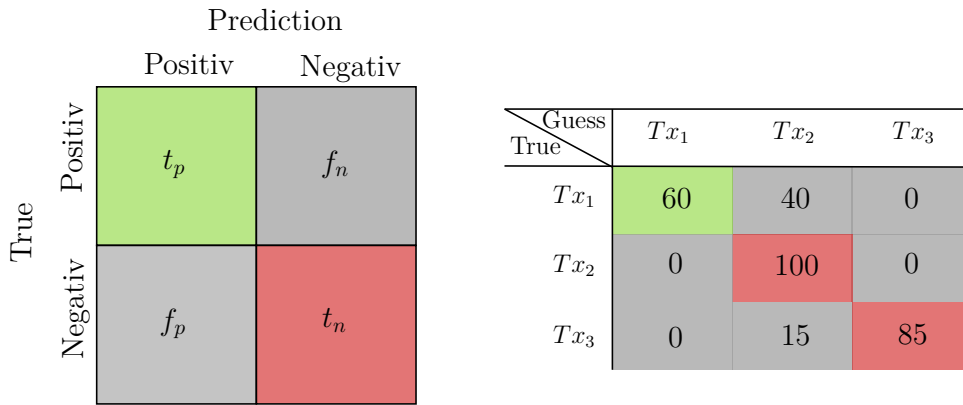 Prediction
Positiv Negativ
True
Positiv
t_p f_n
Negativ
f_p t_n
Guess
True
Tx_1 Tx_2 Tx_3
Tx_1 60 40 0
Tx_2 0 100 0
Tx_3 0 15 85